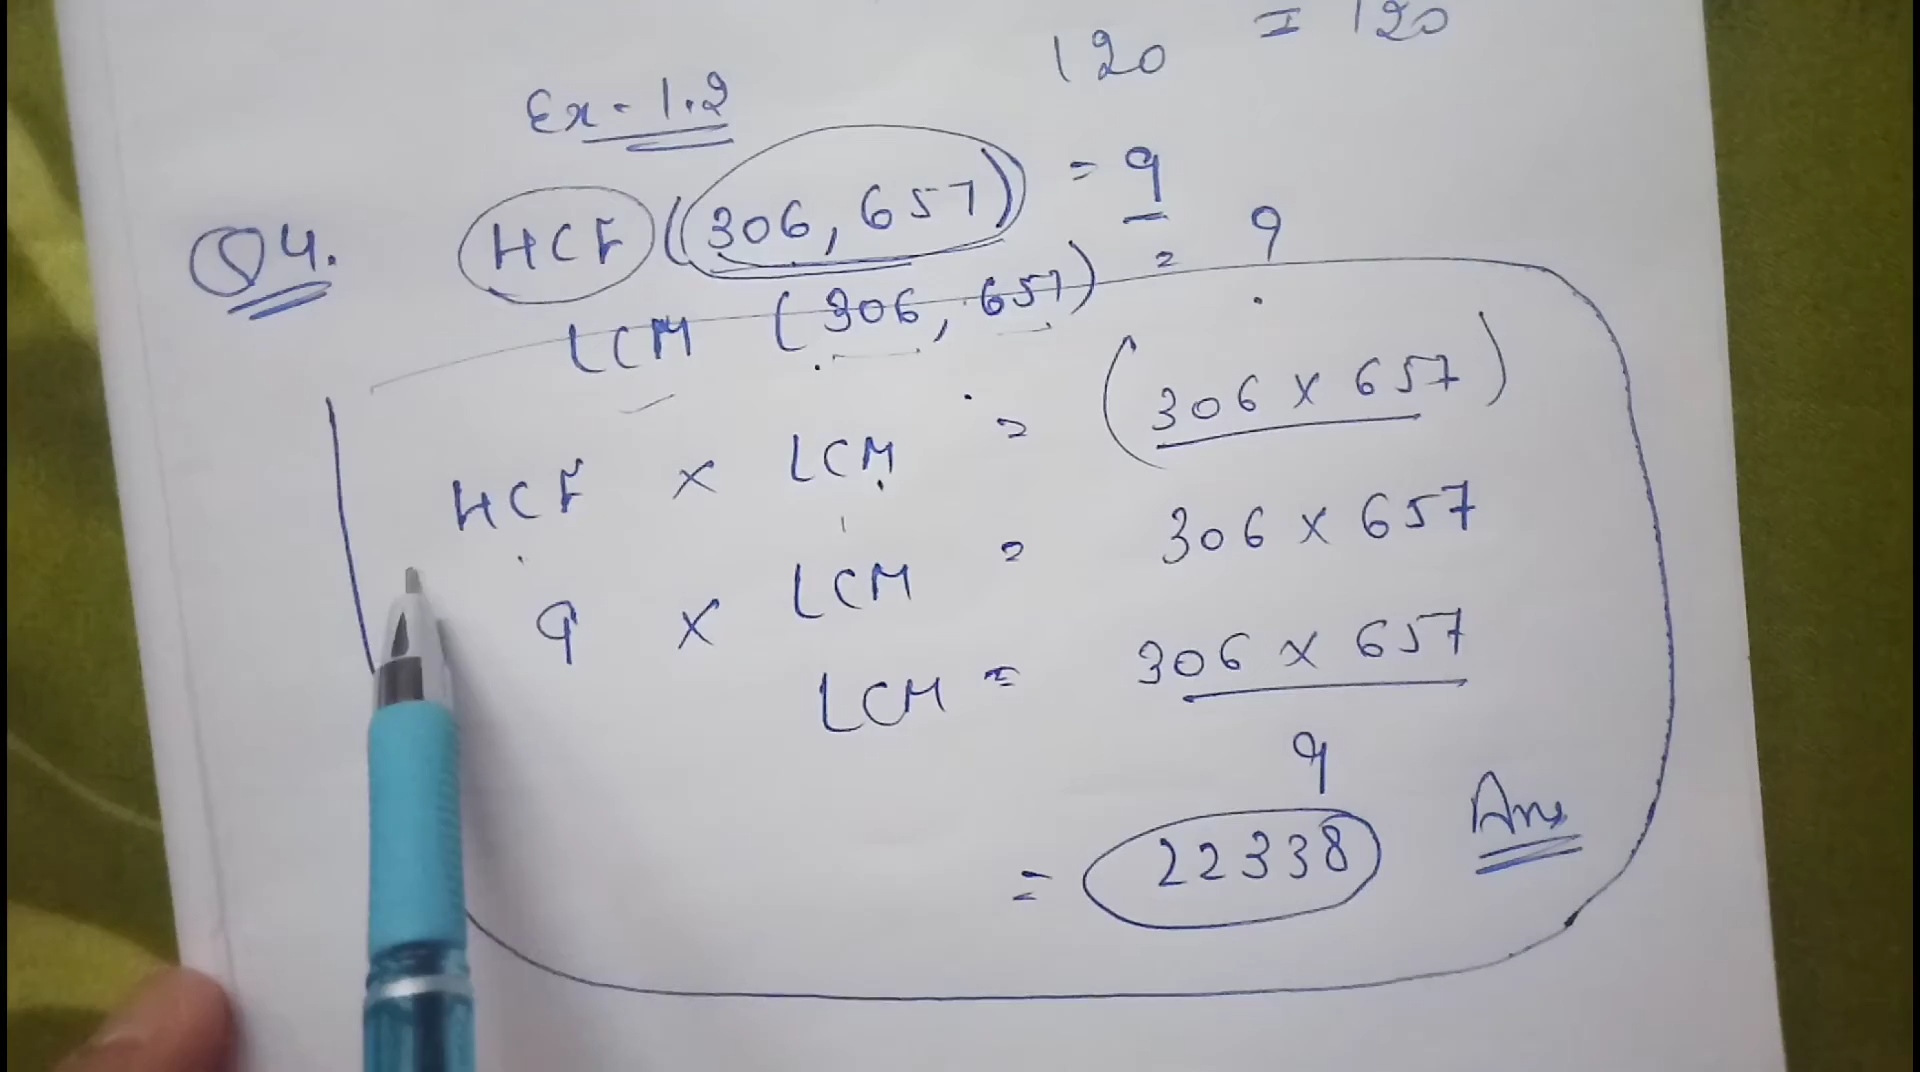 120 = 120
Ex - 1.2
Q4. HCF (306, 657) = 9
LCM (306, 657) = ?
HCF × LCM = (306 × 657)
9 × LCM = 306 × 657
LCM = 306 × 657
9
= 22338 Ans